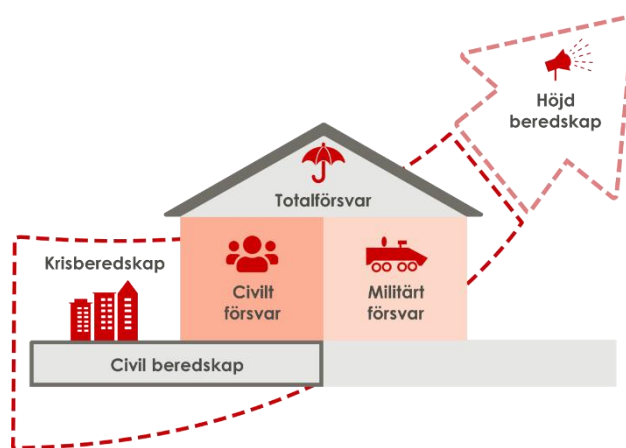 Höjd
beredskap
Totalförsvar
Krisberedskap
Civilt
försvar
Militärt
försvar
Civil beredskap